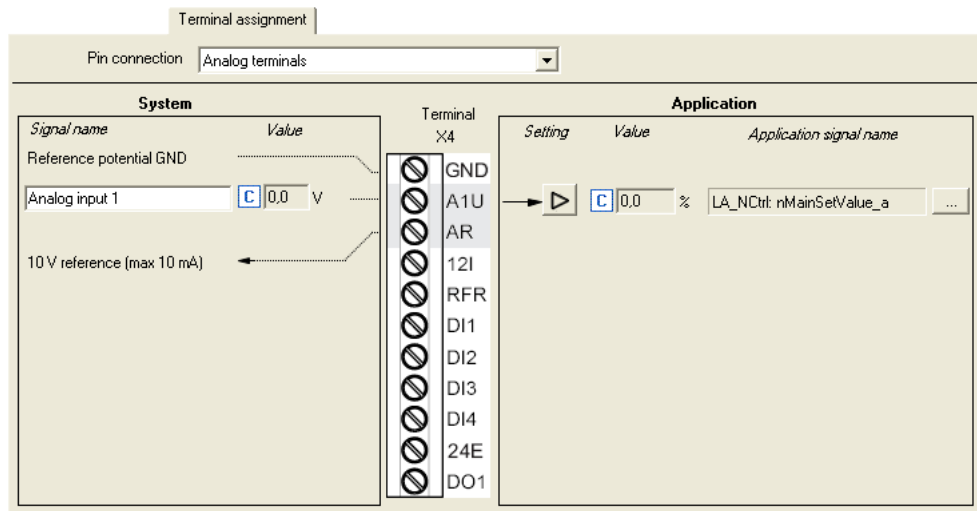 Terminal assignment
Pin connection Analog terminals
System
Signal name Value
Reference potential GND
Analog input 1 C 0,0 V
10 V reference (max 10 mA)
Terminal
X4
GND
A1U
AR
12I
RFR
DI1
DI2
DI3
DI4
24E
DO1
Application
Setting Value Application signal name
C 0,0 % LA_NCtrl: nMainSetValue_a ...